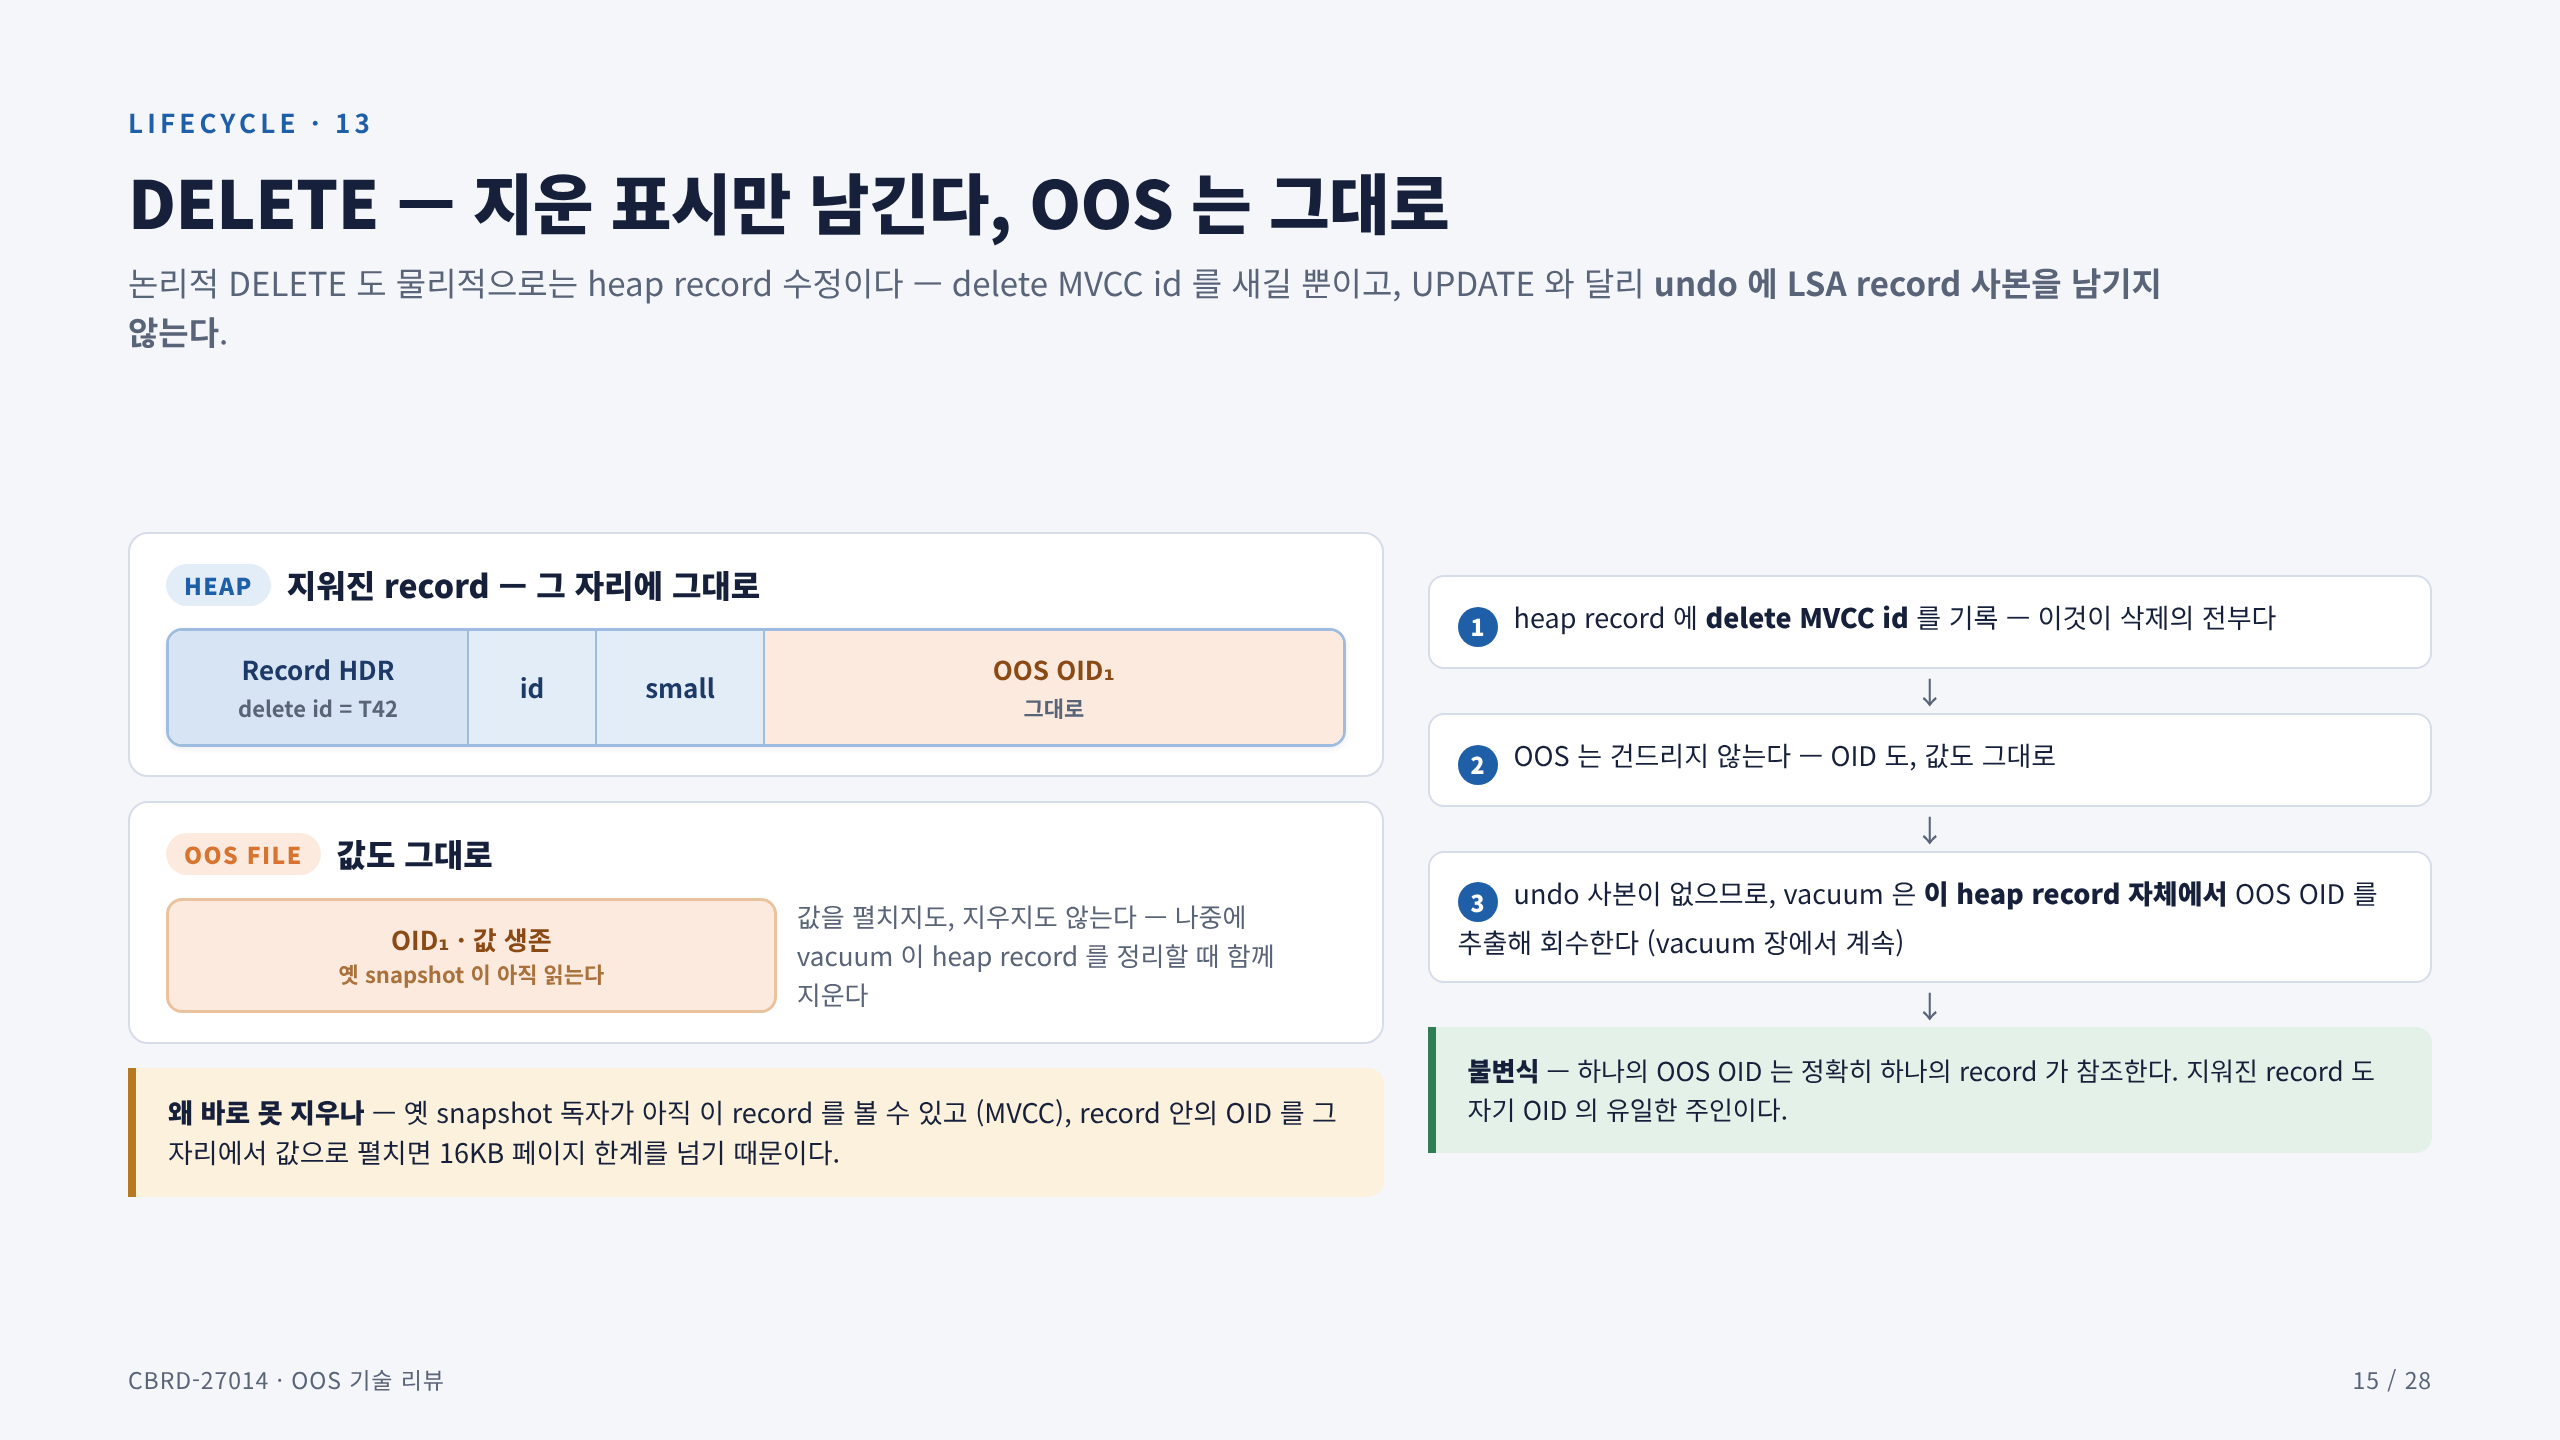 LIFECYCLE · 13
DELETE — 지운 표시만 남긴다, OOS 는 그대로
논리적 DELETE 도 물리적으로는 heap record 수정이다 — delete MVCC id 를 새길 뿐이고, UPDATE 와 달리 undo 에 LSA record 사본을 남기지
않는다.
HEAP 지워진 record — 그 자리에 그대로
Record HDR
delete id = T42
id
small
OOS OID₁
그대로
OOS FILE 값도 그대로
OID₁ · 값 생존
옛 snapshot 이 아직 읽는다
값을 펼치지도, 지우지도 않는다 — 나중에
vacuum 이 heap record 를 정리할 때 함께
지운다
왜 바로 못 지우나 — 옛 snapshot 독자가 아직 이 record 를 볼 수 있고 (MVCC), record 안의 OID 를 그
자리에서 값으로 펼치면 16KB 페이지 한계를 넘기 때문이다.
1 heap record 에 delete MVCC id 를 기록 — 이것이 삭제의 전부다
↓
2 OOS 는 건드리지 않는다 — OID 도, 값도 그대로
↓
3 undo 사본이 없으므로, vacuum 은 이 heap record 자체에서 OOS OID 를
추출해 회수한다 (vacuum 장에서 계속)
↓
불변식 — 하나의 OOS OID 는 정확히 하나의 record 가 참조한다. 지워진 record 도
자기 OID 의 유일한 주인이다.
CBRD-27014 · OOS 기술 리뷰
15 / 28